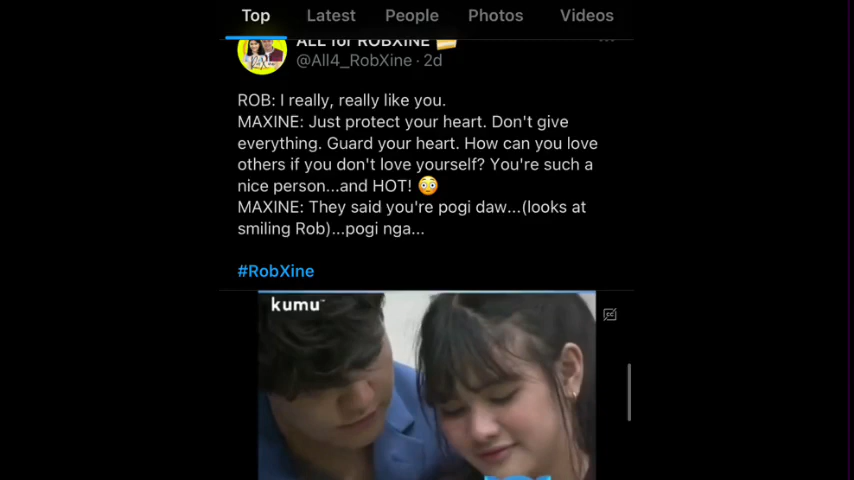 Top Latest People Photos Videos
ALL for ROBXINE
@All4_RobXine · 2d
ROB: I really, really like you.
MAXINE: Just protect your heart. Don't give
everything. Guard your heart. How can you love
others if you don't love yourself? You're such a
nice person...and HOT! 😳
MAXINE: They said you're pogi daw...(looks at
smiling Rob)...pogi nga...
#RobXine
kumu